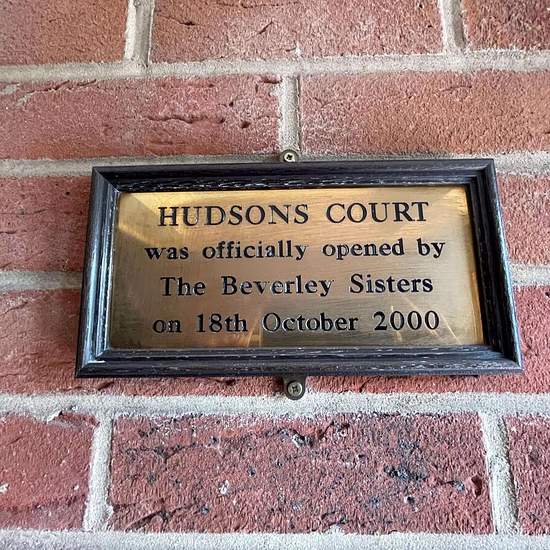 HUDSONS COURT
was officially opened by
The Beverley Sisters
on 18th October 2000